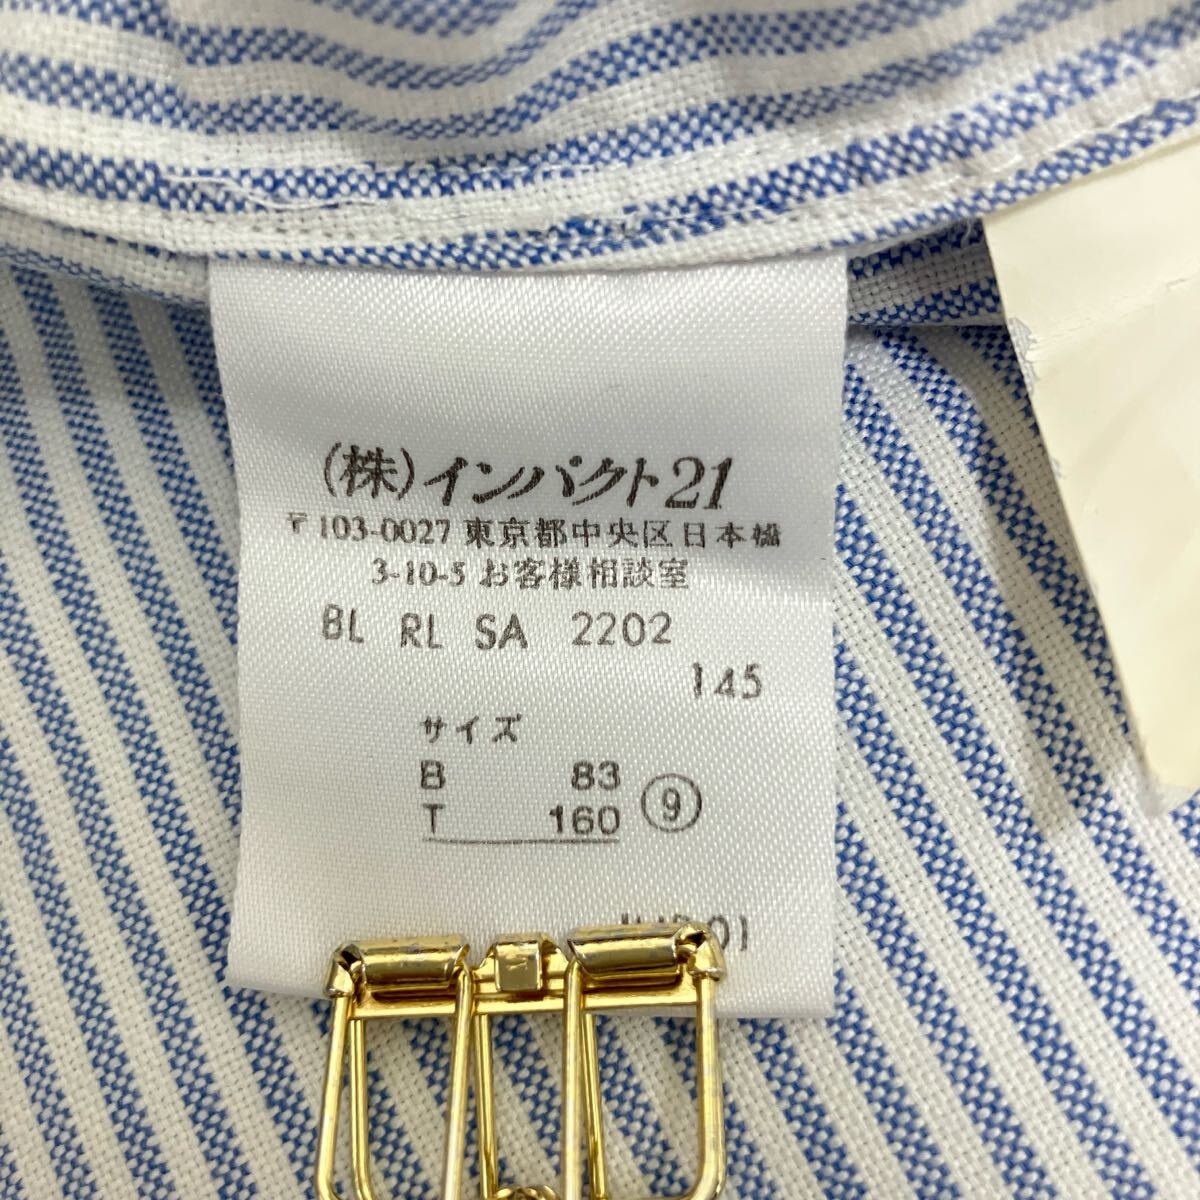 (株)インパクト21
〒103-0027 東京都中央区日本橋
3-10-5 お客様相談室
BL RL SA 2202
145
サイズ
B 83
T 160 ⑨